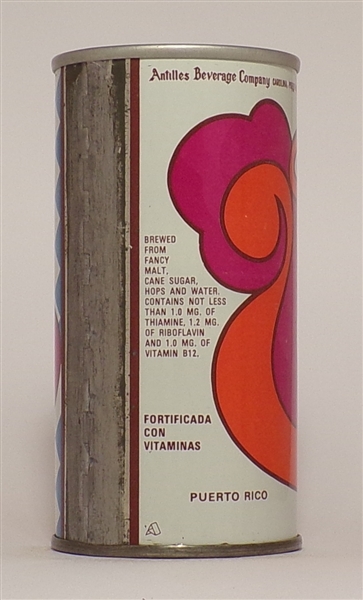 Antilles Beverage Company CAROLINA,
BREWED
FROM
FANCY
MALT,
CANE SUGAR,
HOPS AND WATER.
CONTAINS NOT LESS
THAN 1.0 MG. OF
THIAMINE, 1.2 MG.
OF RIBOFLAVIN
AND 1.0 MG. OF
VITAMIN B12.
FORTIFICADA
CON
VITAMINAS
PUERTO RICO